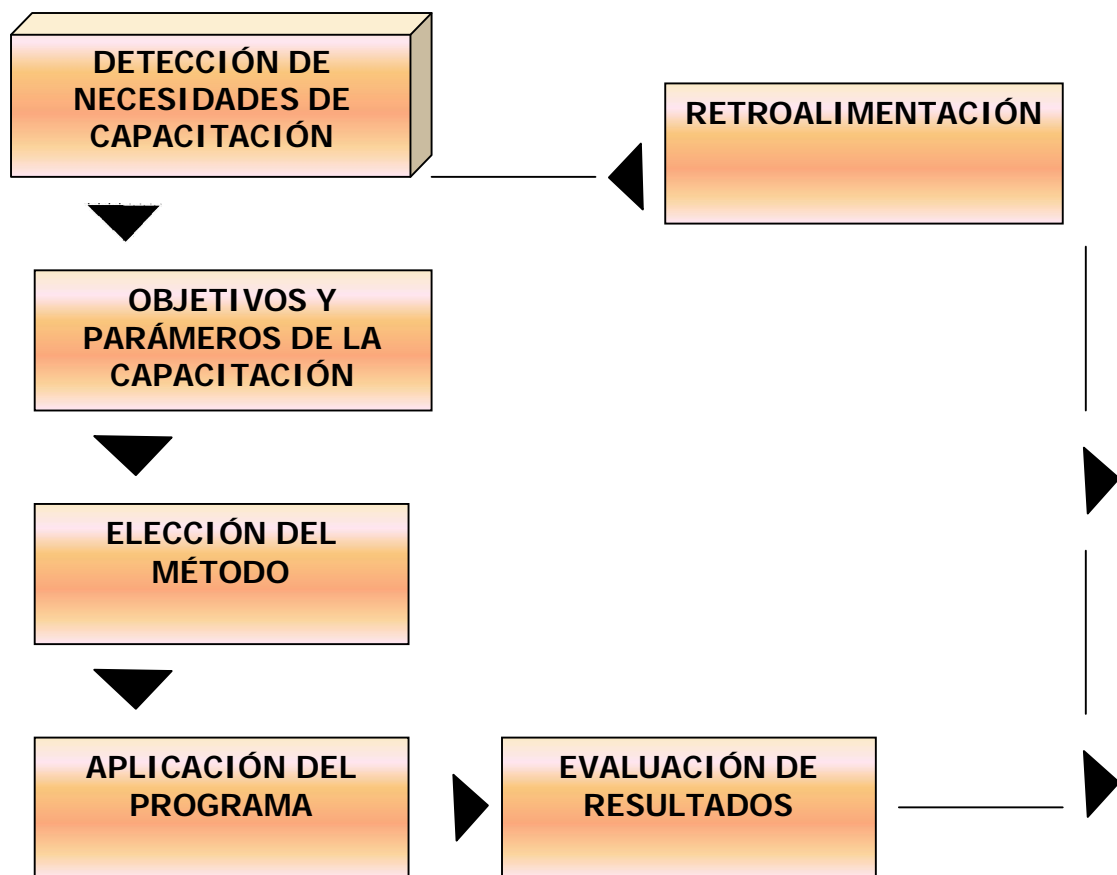 DETECCIÓN DE
NECESIDADES DE
CAPACITACIÓN
RETROALIMENTACIÓN
OBJETIVOS Y
PARÁMEROS DE LA
CAPACITACIÓN
ELECCIÓN DEL
MÉTODO
APLICACIÓN DEL
PROGRAMA
EVALUACIÓN DE
RESULTADOS